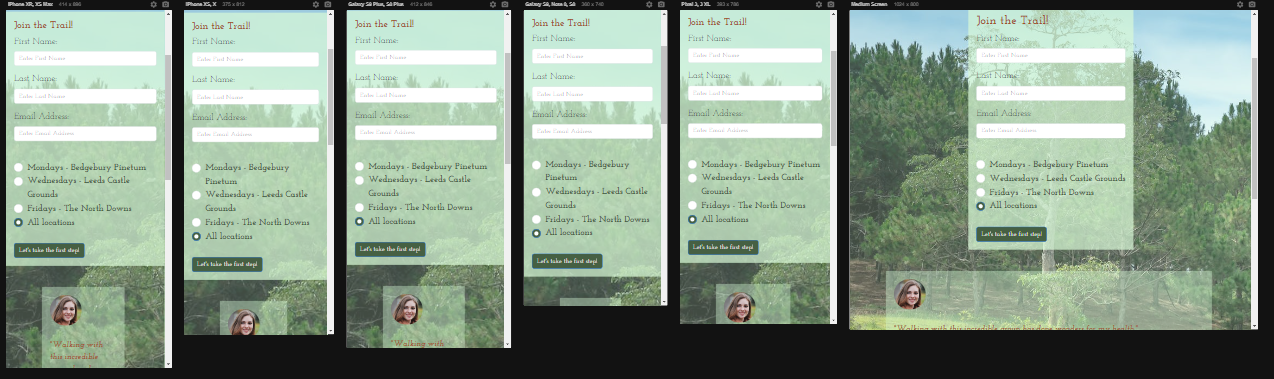 iPhone XR, XS Max 414 x 896
Join the Trail!
First Name:
Enter First Name
Last Name:
Enter Last Name
Email Address:
Enter Email Address
Mondays - Bedgebury Pinetum
Wednesdays - Leeds Castle
Grounds
Fridays - The North Downs
All locations
Let's take the first step!
"Walking with
this incredible
iPhone XS, X 375 x 812
Join the Trail!
First Name:
Enter First Name
Last Name:
Enter Last Name
Email Address:
Enter Email Address
Mondays - Bedgebury
Pinetum
Wednesdays - Leeds Castle
Grounds
Fridays - The North Downs
All locations
Let's take the first step!
Galaxy S9 Plus, S8 Plus 412 x 846
Join the Trail!
First Name:
Enter First Name
Last Name:
Enter Last Name
Email Address:
Enter Email Address
Mondays - Bedgebury Pinetum
Wednesdays - Leeds Castle
Grounds
Fridays - The North Downs
All locations
Let's take the first step!
"Walking with
Galaxy S9, Note 8, S8 360 x 740
Join the Trail!
First Name:
Enter First Name
Last Name:
Enter Last Name
Email Address:
Enter Email Address
Mondays - Bedgebury
Pinetum
Wednesdays - Leeds Castle
Grounds
Fridays - The North Downs
All locations
Let's take the first step!
Pixel 3, 3 XL 393 x 786
Join the Trail!
First Name:
Enter First Name
Last Name:
Enter Last Name
Email Address:
Enter Email Address
Mondays - Bedgebury Pinetum
Wednesdays - Leeds Castle
Grounds
Fridays - The North Downs
All locations
Let's take the first step!
Medium Screen 1024 x 800
Join the Trail!
First Name:
Enter First Name
Last Name:
Enter Last Name
Email Address:
Enter Email Address
Mondays - Bedgebury Pinetum
Wednesdays - Leeds Castle Grounds
Fridays - The North Downs
All locations
Let's take the first step!
"Walking with this incredible group has done wonders for my health"